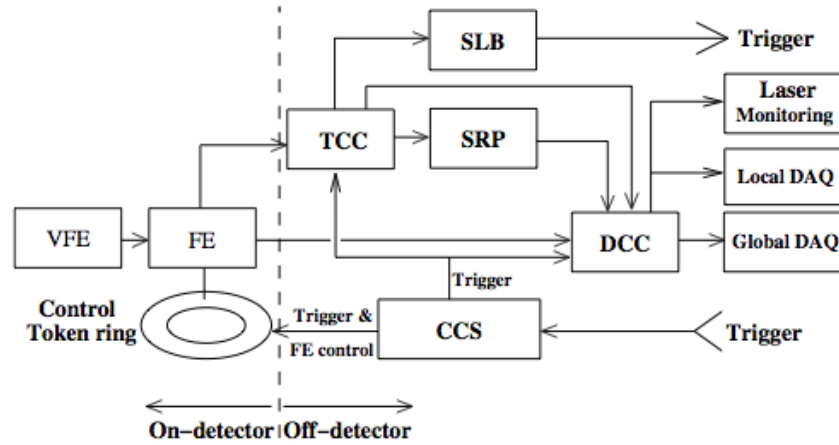 SLB
Trigger
Laser
Monitoring
TCC
SRP
Local DAQ
VFE
FE
DCC
Global DAQ
Trigger
Control
Token ring
Trigger &
FE control
CCS
Trigger
On–detector
Off–detector